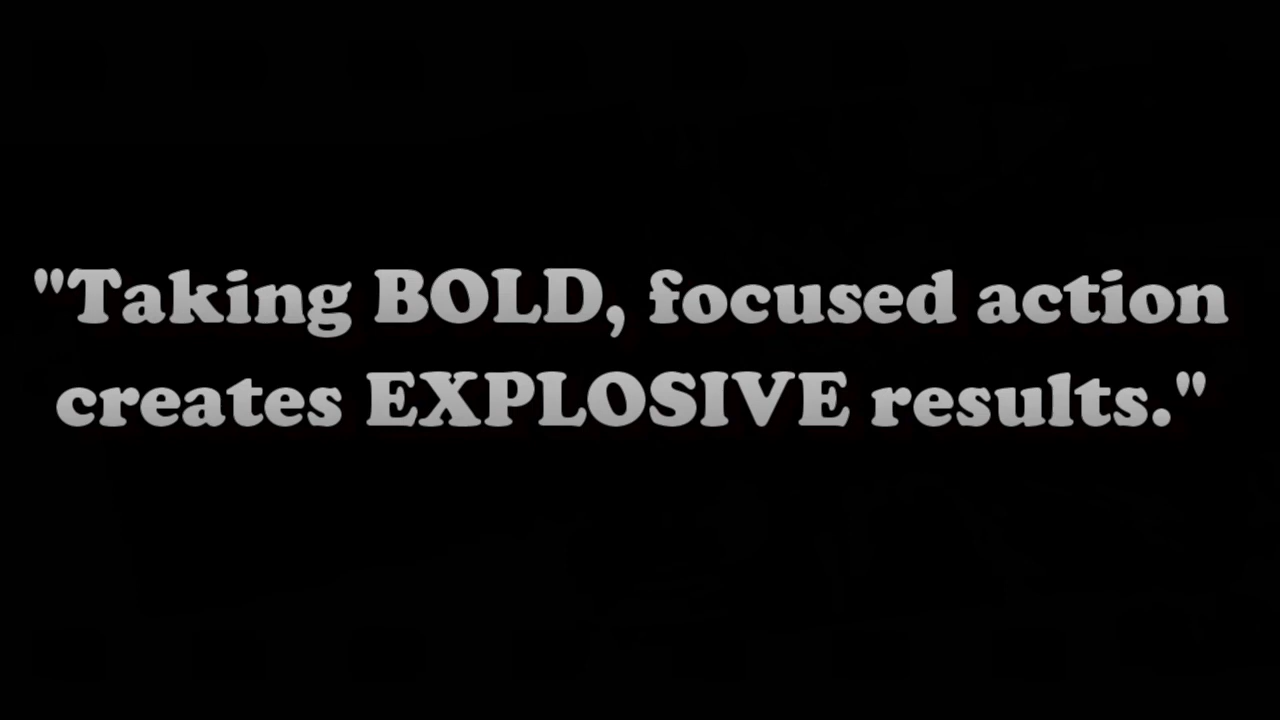 "Taking BOLD, focused action
creates EXPLOSIVE results."